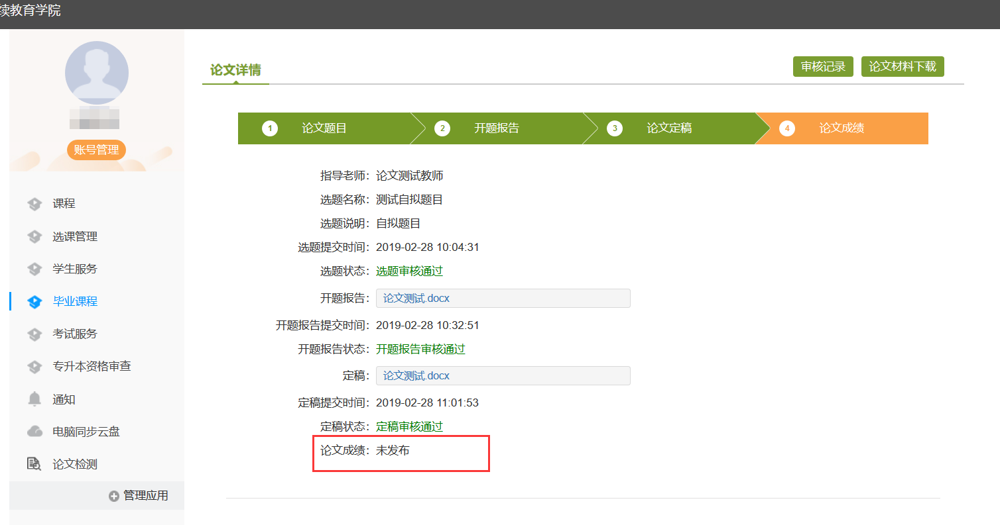 续教育学院
账号管理
课程
选课管理
学生服务
毕业课程
考试服务
专升本资格审查
通知
电脑同步云盘
论文检测
管理应用
论文详情
审核记录
论文材料下载
1 论文题目
2 开题报告
3 论文定稿
4 论文成绩
指导老师：论文测试教师
选题名称：测试自拟题目
选题说明：自拟题目
选题提交时间：2019-02-28 10:04:31
选题状态：选题审核通过
开题报告：论文测试.docx
开题报告提交时间：2019-02-28 10:32:51
开题报告状态：开题报告审核通过
定稿：论文测试.docx
定稿提交时间：2019-02-28 11:01:53
定稿状态：定稿审核通过
论文成绩：未发布